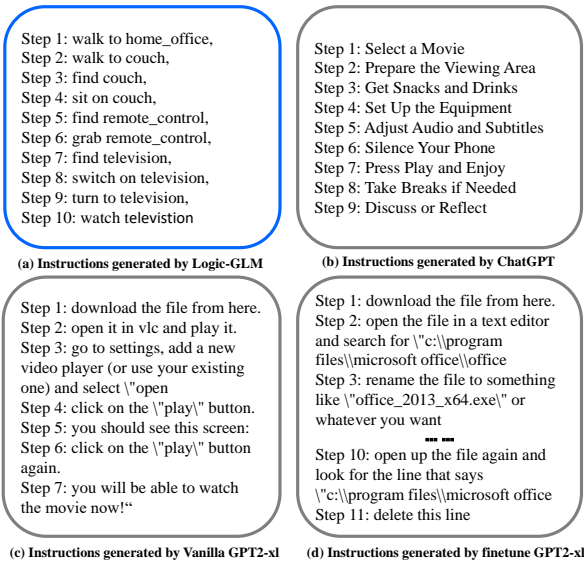 Step 1: walk to home_office,
Step 2: walk to couch,
Step 3: find couch,
Step 4: sit on couch,
Step 5: find remote_control,
Step 6: grab remote_control,
Step 7: find television,
Step 8: switch on television,
Step 9: turn to television,
Step 10: watch televistion
(a) Instructions generated by Logic-GLM
Step 1: Select a Movie
Step 2: Prepare the Viewing Area
Step 3: Get Snacks and Drinks
Step 4: Set Up the Equipment
Step 5: Adjust Audio and Subtitles
Step 6: Silence Your Phone
Step 7: Press Play and Enjoy
Step 8: Take Breaks if Needed
Step 9: Discuss or Reflect
(b) Instructions generated by ChatGPT
Step 1: download the file from here.
Step 2: open it in vlc and play it.
Step 3: go to settings, add a new
video player (or use your existing
one) and select \"open
Step 4: click on the \"play\" button.
Step 5: you should see this screen:
Step 6: click on the \"play\" button
again.
Step 7: you will be able to watch
the movie now!“
(c) Instructions generated by Vanilla GPT2-xl
Step 1: download the file from here.
Step 2: open the file in a text editor
and search for \"c:\\program
files\\microsoft office\\office
Step 3: rename the file to something
like \"office_2013_x64.exe\" or
whatever you want
... ...
Step 10: open up the file again and
look for the line that says
\"c:\\program files\\microsoft office
Step 11: delete this line
(d) Instructions generated by finetune GPT2-xl